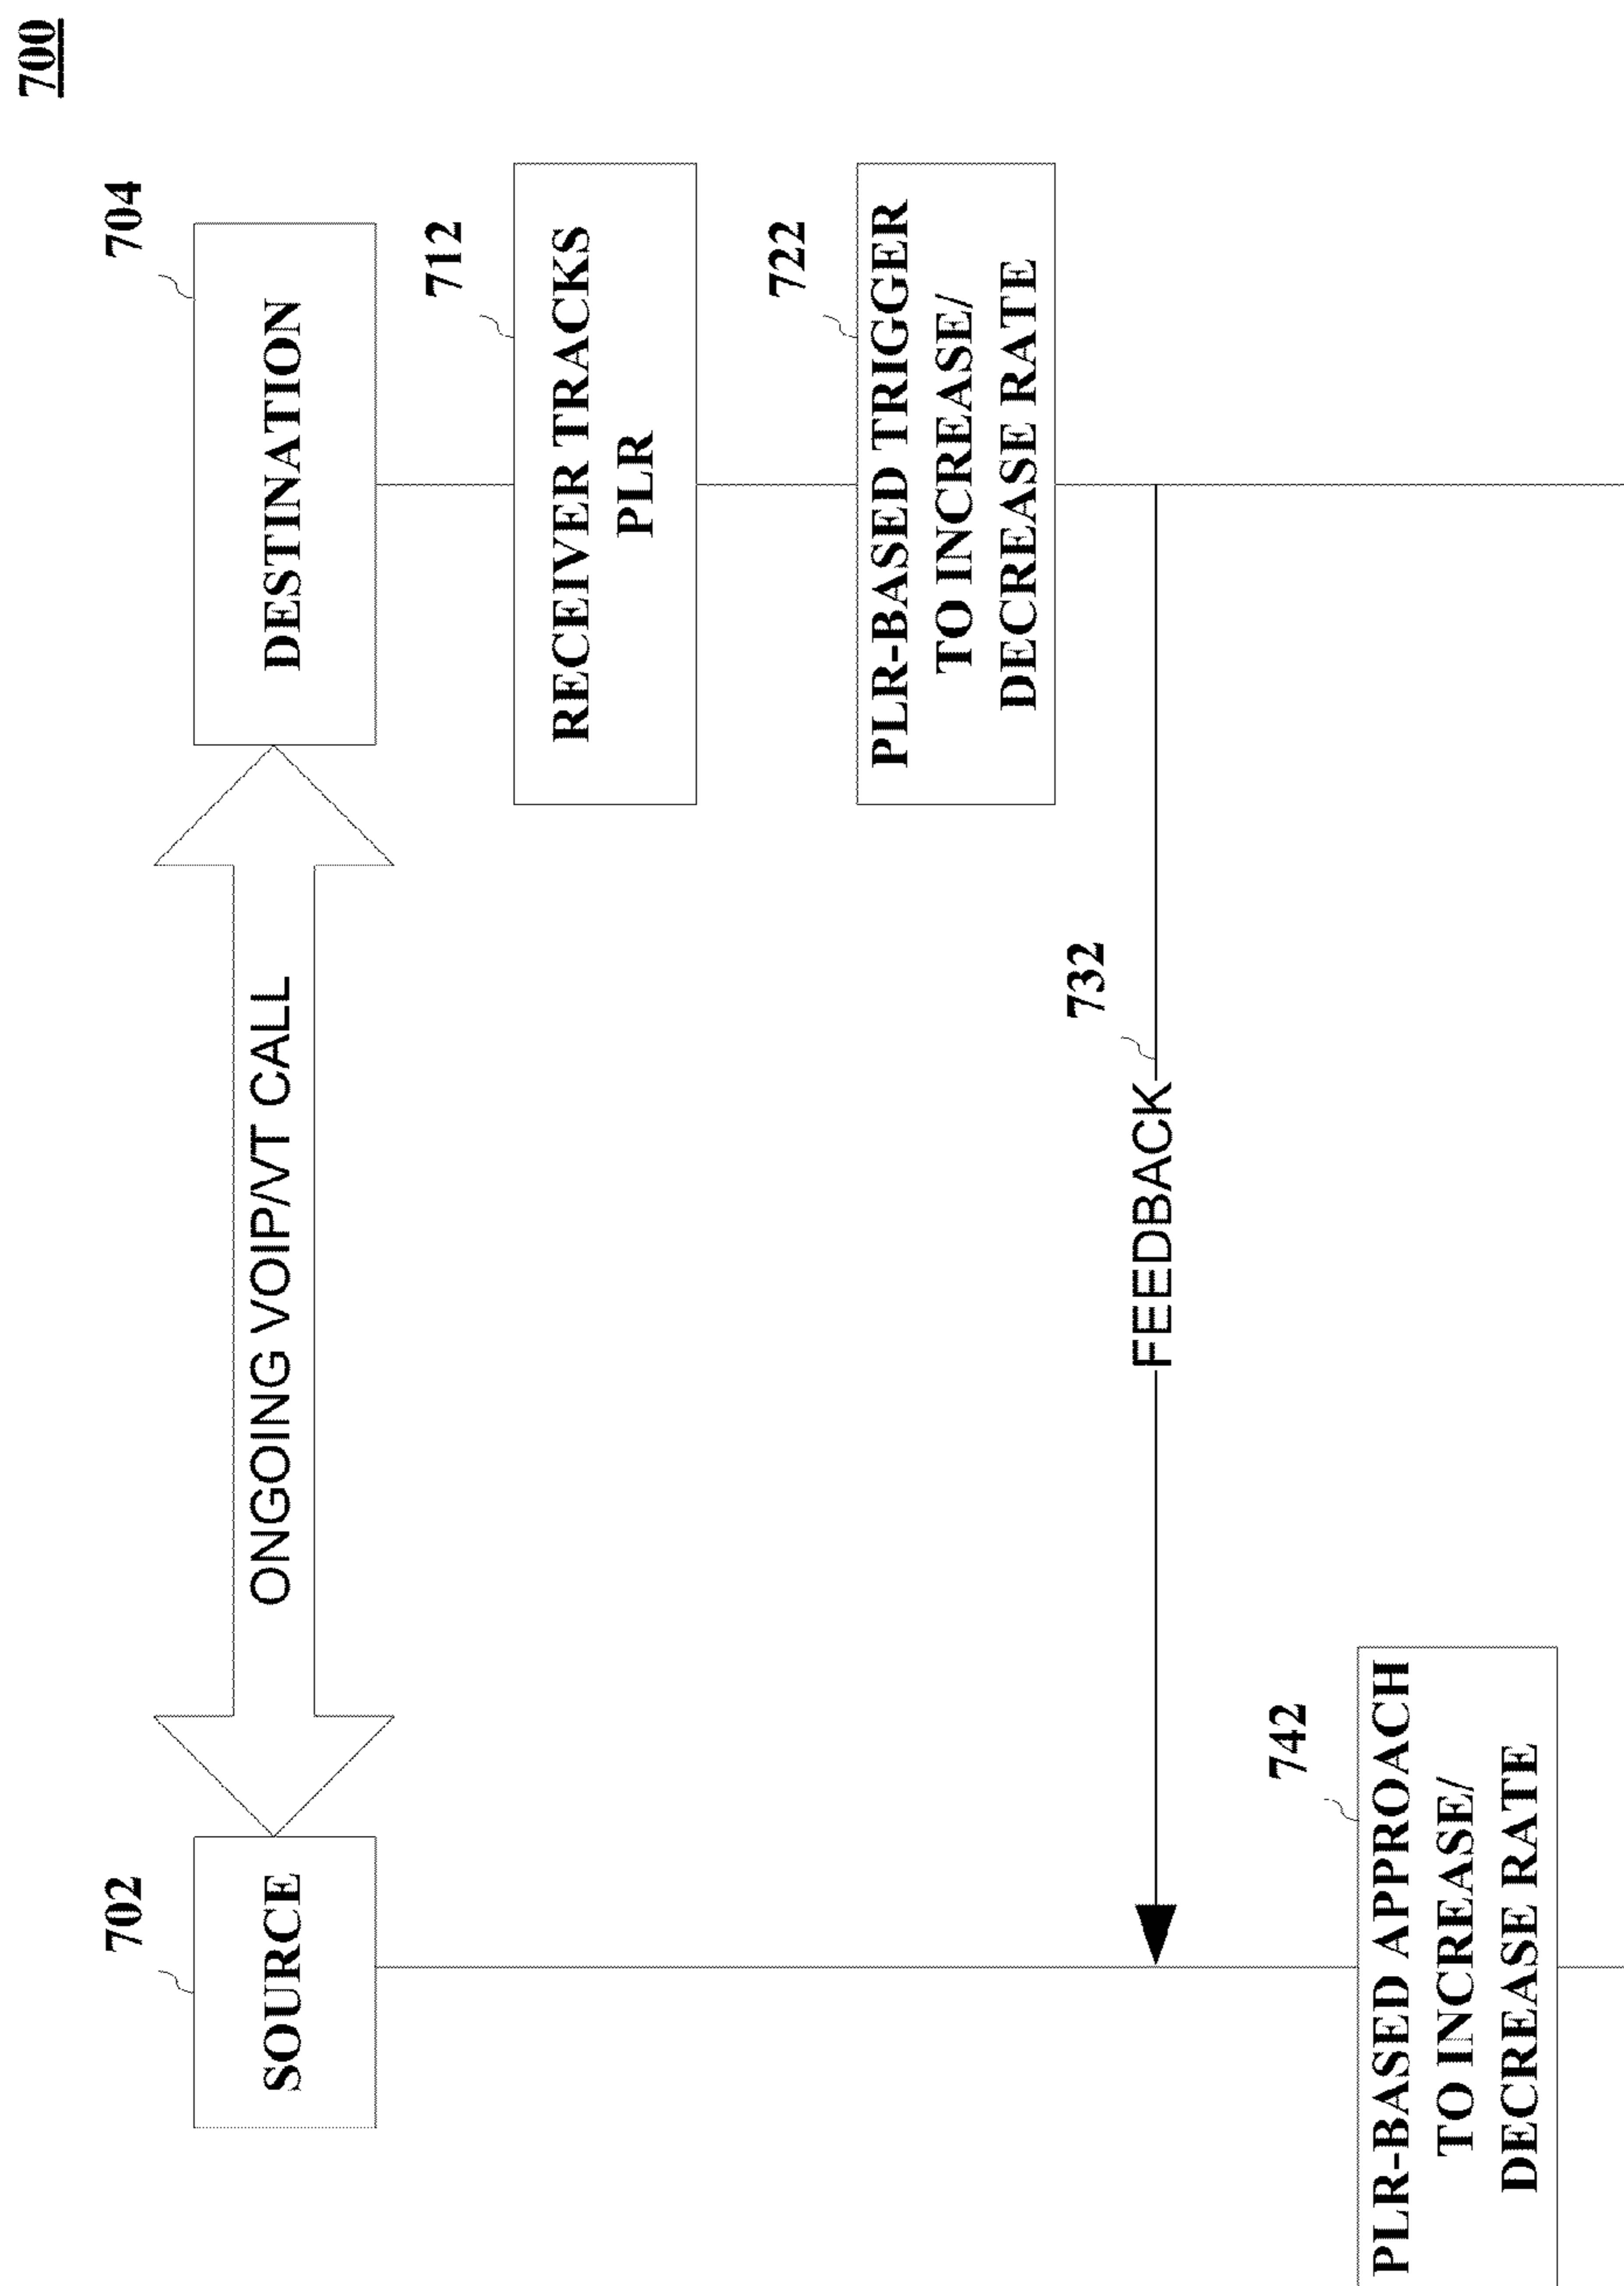 700
702
SOURCE
ONGOING VOIP/VT CALL
704
DESTINATION
712
RECEIVER TRACKS
PLR
722
PLR-BASED TRIGGER
TO INCREASE/
DECREASE RATE
732
FEEDBACK
742
PLR-BASED APPROACH
TO INCREASE/
DECREASE RATE